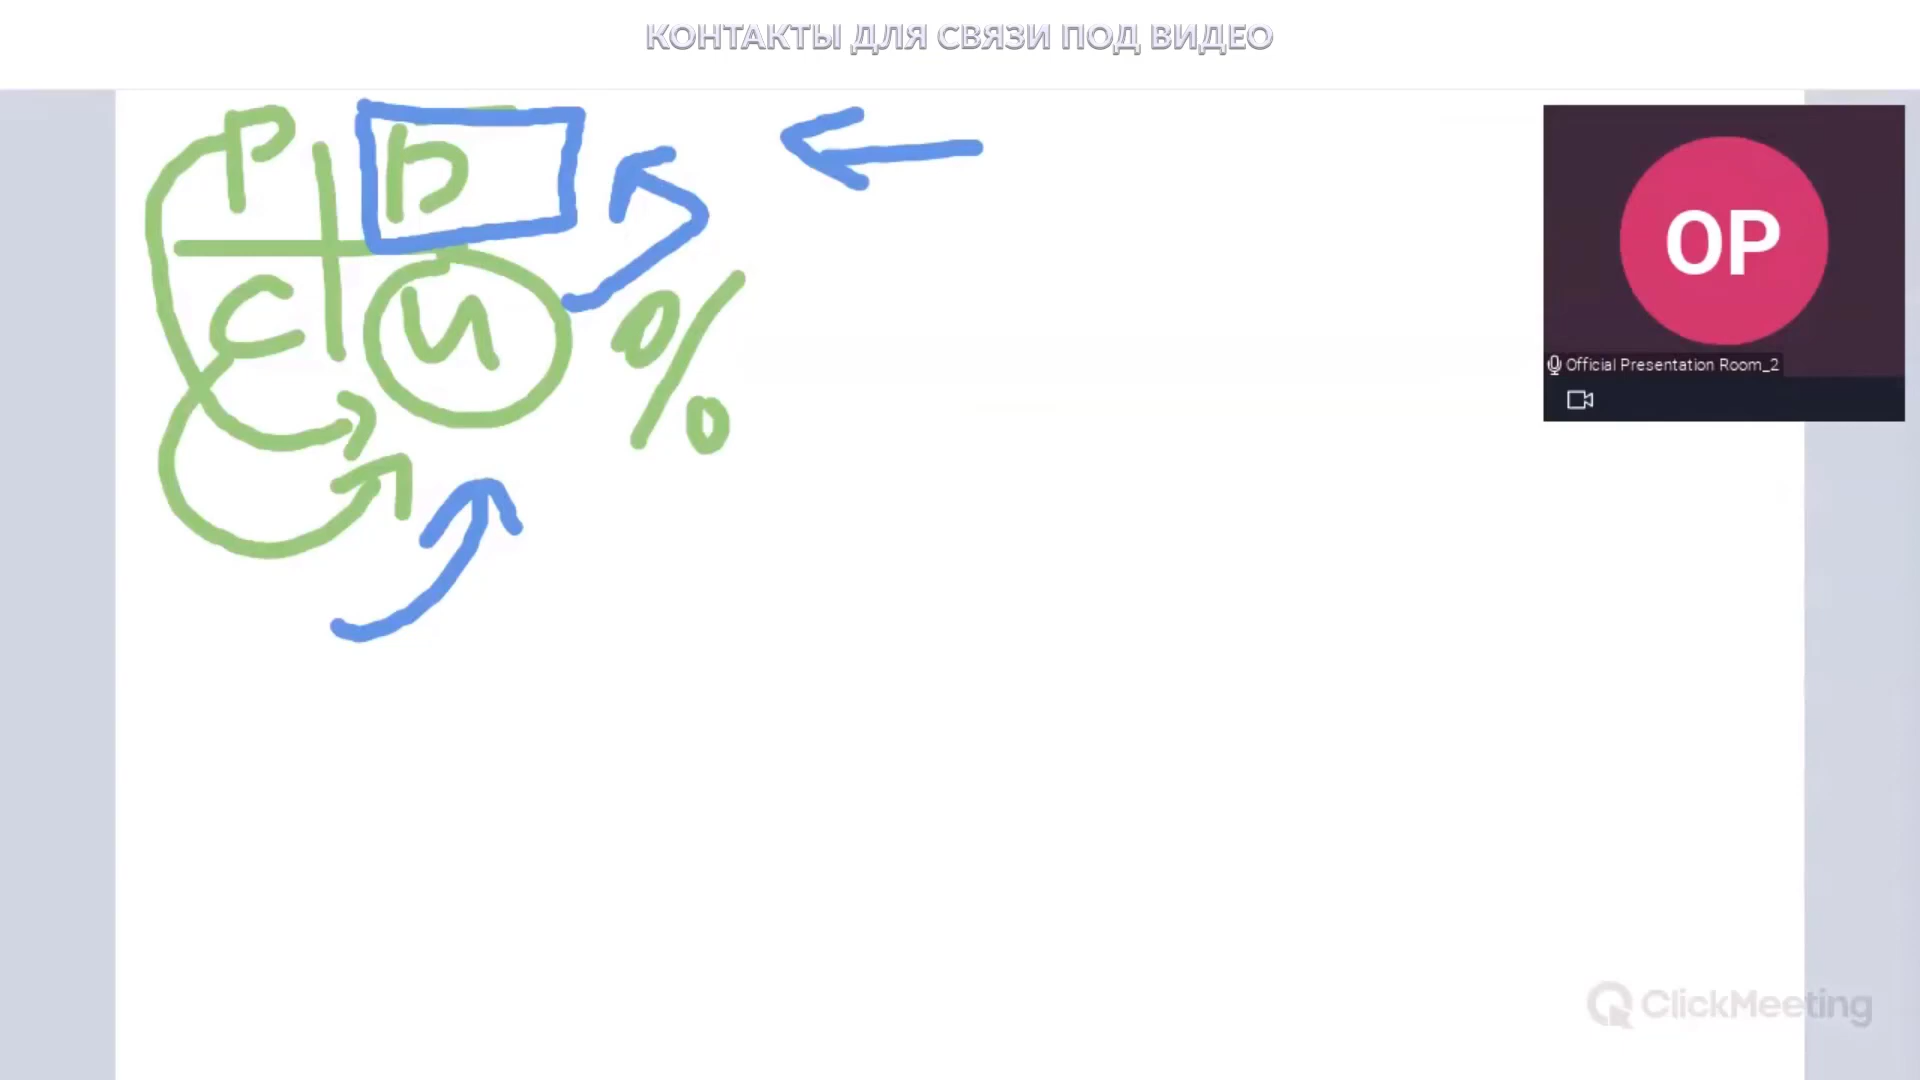 КОНТАКТЫ ДЛЯ СВЯЗИ ПОД ВИДЕО
Р Б
С И %
OP
Official Presentation Room_2
ClickMeeting